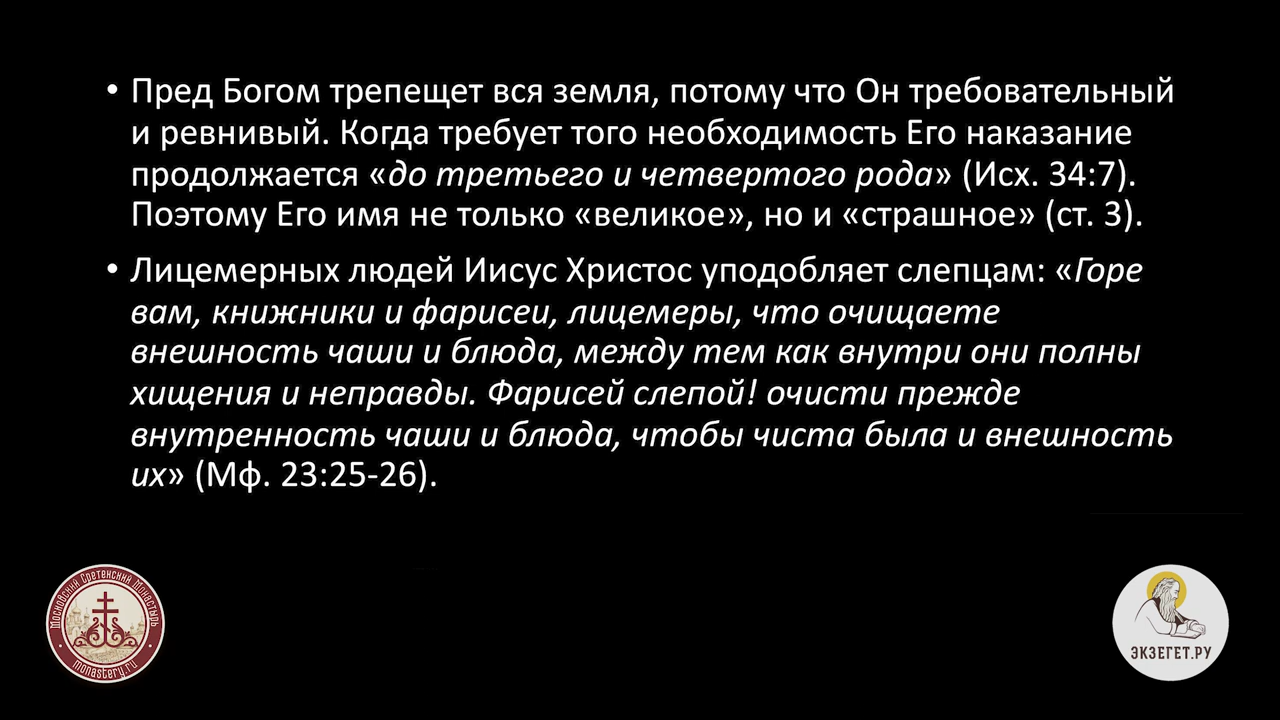 • Пред Богом трепещет вся земля, потому что Он требовательный
и ревнивый. Когда требует того необходимость Его наказание
продолжается «до третьего и четвертого рода» (Исх. 34:7).
Поэтому Его имя не только «великое», но и «страшное» (ст. 3).
• Лицемерных людей Иисус Христос уподобляет слепцам: «Горе
вам, книжники и фарисеи, лицемеры, что очищаете
внешность чаши и блюда, между тем как внутри они полны
хищения и неправды. Фарисей слепой! очисти прежде
внутренность чаши и блюда, чтобы чиста была и внешность
их» (Мф. 23:25-26).
Московский Сретенский Монастырь
monastery.ru
ЭКЗЕГЕТ.РУ